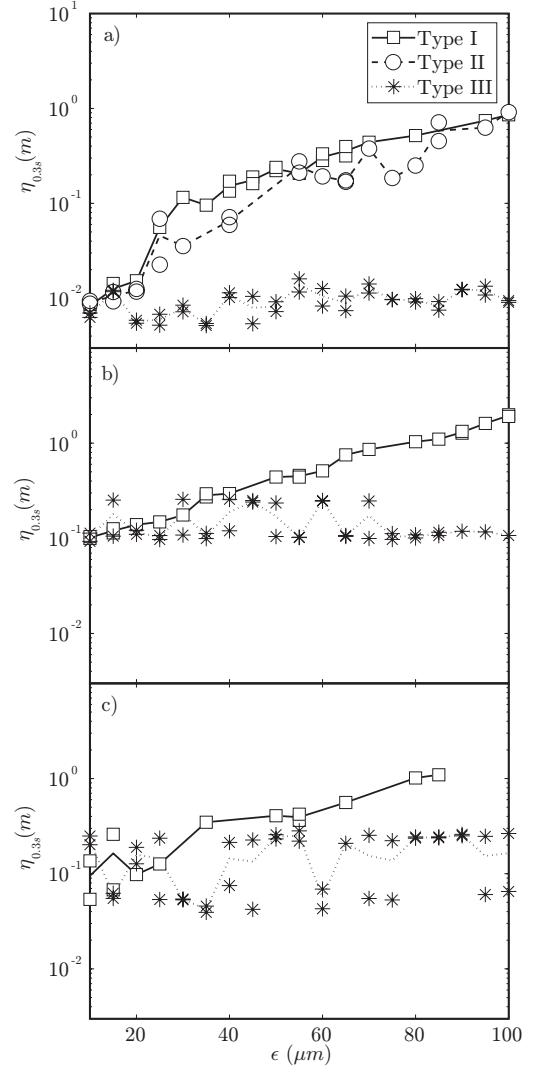 10^1
a)
Type I
Type II
Type III
10^0
η_{0.3s}(m)
10^{-1}
10^{-2}
b)
10^0
η_{0.3s}(m)
10^{-1}
10^{-2}
c)
10^0
η_{0.3s}(m)
10^{-1}
10^{-2}
20 40 60 80 100
ϵ (μm)